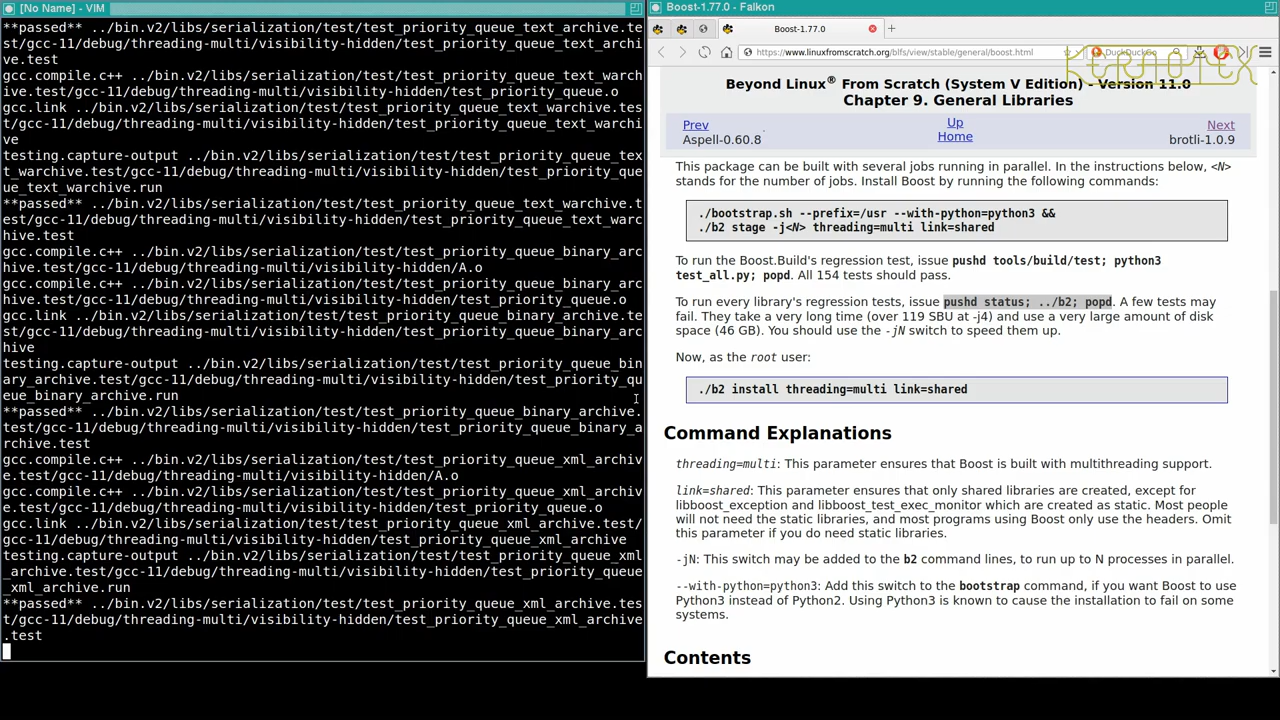 [No Name] - VIM
**passed** ../bin.v2/libs/serialization/test/test_priority_queue_text_archive.te
st/gcc-11/debug/threading-multi/visibility-hidden/test_priority_queue_text_archi
ve.test
gcc.compile.c++ ../bin.v2/libs/serialization/test/test_priority_queue_text_warch
ive.test/gcc-11/debug/threading-multi/visibility-hidden/test_priority_queue.o
gcc.link ../bin.v2/libs/serialization/test/test_priority_queue_text_warchive.tes
t/gcc-11/debug/threading-multi/visibility-hidden/test_priority_queue_text_warchi
ve
testing.capture-output ../bin.v2/libs/serialization/test/test_priority_queue_tex
t_warchive.test/gcc-11/debug/threading-multi/visibility-hidden/test_priority_que
ue_text_warchive.run
**passed** ../bin.v2/libs/serialization/test/test_priority_queue_text_warchive.t
est/gcc-11/debug/threading-multi/visibility-hidden/test_priority_queue_text_warc
hive.test
gcc.compile.c++ ../bin.v2/libs/serialization/test/test_priority_queue_binary_arc
hive.test/gcc-11/debug/threading-multi/visibility-hidden/A.o
gcc.compile.c++ ../bin.v2/libs/serialization/test/test_priority_queue_binary_arc
hive.test/gcc-11/debug/threading-multi/visibility-hidden/test_priority_queue.o
gcc.link ../bin.v2/libs/serialization/test/test_priority_queue_binary_archive.te
st/gcc-11/debug/threading-multi/visibility-hidden/test_priority_queue_binary_arc
hive
testing.capture-output ../bin.v2/libs/serialization/test/test_priority_queue_bin
ary_archive.test/gcc-11/debug/threading-multi/visibility-hidden/test_priority_qu
eue_binary_archive.run
**passed** ../bin.v2/libs/serialization/test/test_priority_queue_binary_archive.
test/gcc-11/debug/threading-multi/visibility-hidden/test_priority_queue_binary_a
rchive.test
gcc.compile.c++ ../bin.v2/libs/serialization/test/test_priority_queue_xml_archiv
e.test/gcc-11/debug/threading-multi/visibility-hidden/A.o
gcc.compile.c++ ../bin.v2/libs/serialization/test/test_priority_queue_xml_archiv
e.test/gcc-11/debug/threading-multi/visibility-hidden/test_priority_queue.o
gcc.link ../bin.v2/libs/serialization/test/test_priority_queue_xml_archive.test/
gcc-11/debug/threading-multi/visibility-hidden/test_priority_queue_xml_archive
testing.capture-output ../bin.v2/libs/serialization/test/test_priority_queue_xml
_archive.test/gcc-11/debug/threading-multi/visibility-hidden/test_priority_queue
_xml_archive.run
**passed** ../bin.v2/libs/serialization/test/test_priority_queue_xml_archive.tes
t/gcc-11/debug/threading-multi/visibility-hidden/test_priority_queue_xml_archive
.test
Boost-1.77.0 - Falkon
Boost-1.77.0
https://www.linuxfromscratch.org/blfs/view/stable/general/boost.html
DuckDuckGo
KERNOTEX
Beyond Linux® From Scratch (System V Edition) - Version 11.0
Chapter 9. General Libraries
Prev Up Next
Aspell-0.60.8 Home brotli-1.0.9
This package can be built with several jobs running in parallel. In the instructions below, <N>
stands for the number of jobs. Install Boost by running the following commands:
./bootstrap.sh --prefix=/usr --with-python=python3 &&
./b2 stage -j<N> threading=multi link=shared
To run the Boost.Build's regression test, issue pushd tools/build/test; python3
test_all.py; popd. All 154 tests should pass.
To run every library's regression tests, issue pushd status; ../b2; popd. A few tests may
fail. They take a very long time (over 119 SBU at -j4) and use a very large amount of disk
space (46 GB). You should use the -jN switch to speed them up.
Now, as the root user:
./b2 install threading=multi link=shared
Command Explanations
threading=multi: This parameter ensures that Boost is built with multithreading support.
link=shared: This parameter ensures that only shared libraries are created, except for
libboost_exception and libboost_test_exec_monitor which are created as static. Most people
will not need the static libraries, and most programs using Boost only use the headers. Omit
this parameter if you do need static libraries.
-jN: This switch may be added to the b2 command lines, to run up to N processes in parallel.
--with-python=python3: Add this switch to the bootstrap command, if you want Boost to use
Python3 instead of Python2. Using Python3 is known to cause the installation to fail on some
systems.
Contents